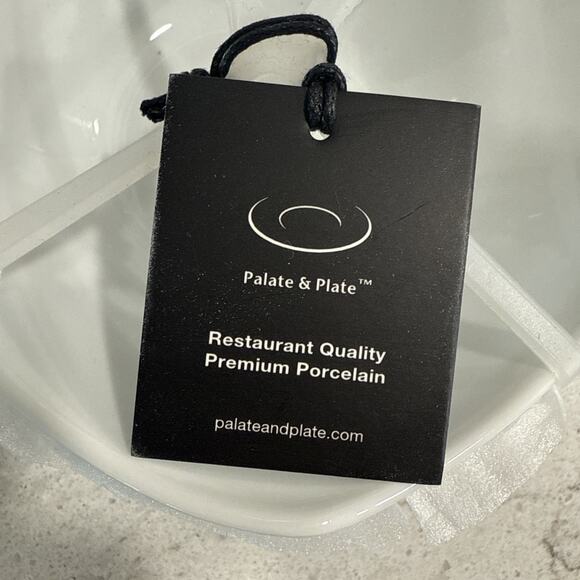 Palate & Plate™
Restaurant Quality
Premium Porcelain
palateandplate.com